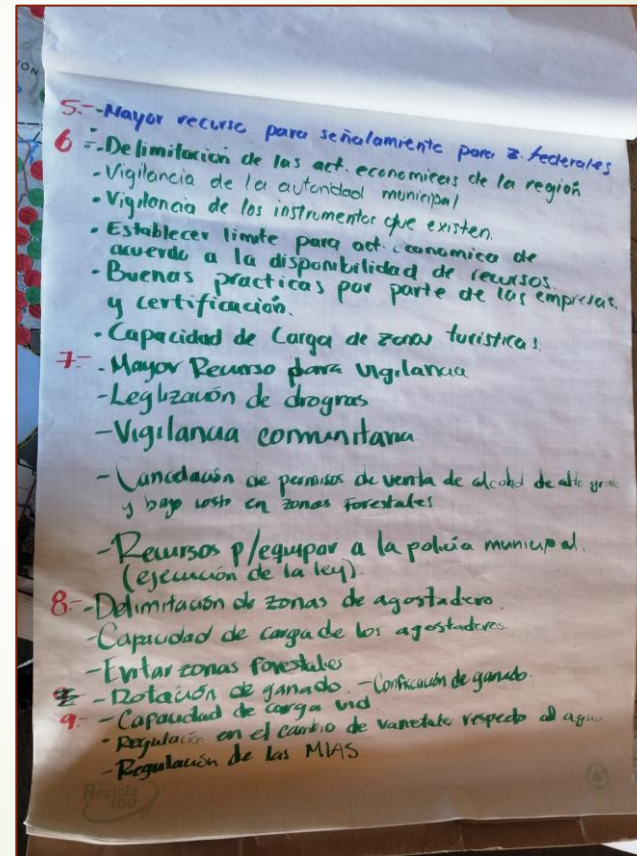 5.- -Mayor recurso para señalamiento para z. federales
6.- -Delimitación de las act. economicas de la región
- Vigilancia de la autoridad municipal
- Vigilancia de los instrumentos que existen.
- Establecer limite para act. economica de
acuerdo a la disponibilidad de recursos.
- Buenas practicas por parte de las empresas
y certificación.
- Capacidad de Carga de zonas turisticas.
7.- - Mayor Recurso para vigilancia
-Leglización de drogras
-Vigilancia comunitaria
-Cancelación de permisos de venta de alcohol de alto
y bajo costo en zonas forestales
-Recursos p/equipar a la policía municipal.
(ejecución de la ley).
8.- -Delimitación de zonas de agostadero.
-Capacidad de carga de los agostaderos
-Evitar zonas forestales
-Rotación de ganado. -Confiscación de ganado.
9.- -Capacidad de carga
- Regulación en el cambio de respecto al agua
-Regulación de las MIAS
Recicla
100